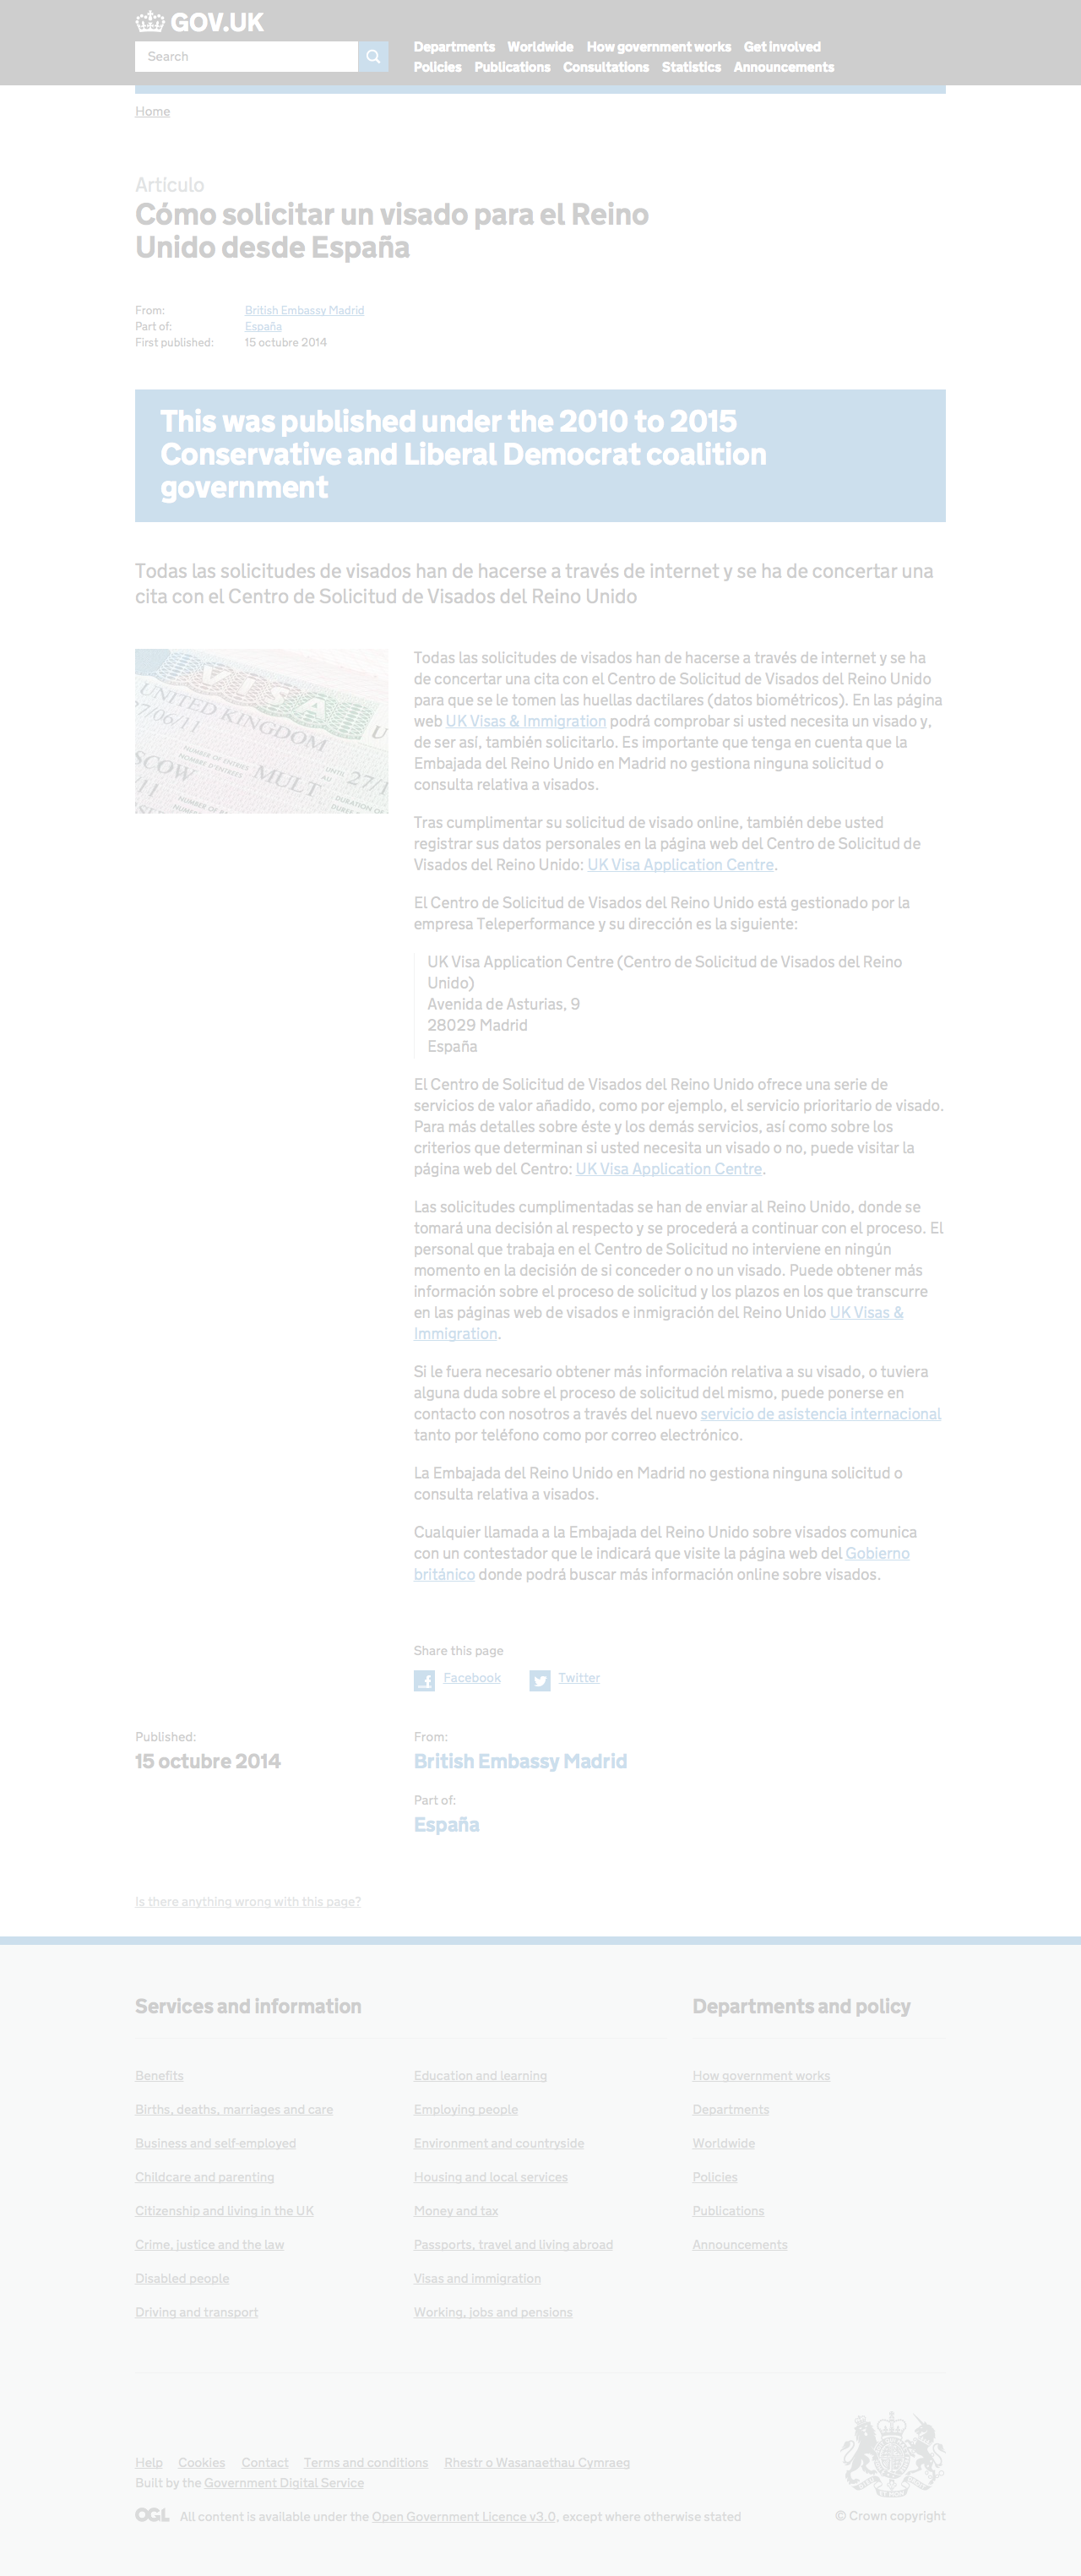 GOV.UK
Search
Departments Worldwide How government works Get involved
Policies Publications Consultations Statistics Announcements
Home
Artículo
Cómo solicitar un visado para el Reino
Unido desde España
From: British Embassy Madrid
Part of: España
First published: 15 octubre 2014
This was published under the 2010 to 2015
Conservative and Liberal Democrat coalition
government
Todas las solicitudes de visados han de hacerse a través de internet y se ha de concertar una
cita con el Centro de Solicitud de Visados del Reino Unido
VISA
UNITED KINGDOM
27/06/11
MULT
27/1
NUMBER OF ENTRIES
Todas las solicitudes de visados han de hacerse a través de internet y se ha
de concertar una cita con el Centro de Solicitud de Visados del Reino Unido
para que se le tomen las huellas dactilares (datos biométricos). En las página
web UK Visas & Immigration podrá comprobar si usted necesita un visado y,
de ser así, también solicitarlo. Es importante que tenga en cuenta que la
Embajada del Reino Unido en Madrid no gestiona ninguna solicitud o
consulta relativa a visados.
Tras cumplimentar su solicitud de visado online, también debe usted
registrar sus datos personales en la página web del Centro de Solicitud de
Visados del Reino Unido: UK Visa Application Centre.
El Centro de Solicitud de Visados del Reino Unido está gestionado por la
empresa Teleperformance y su dirección es la siguiente:
UK Visa Application Centre (Centro de Solicitud de Visados del Reino
Unido)
Avenida de Asturias, 9
28029 Madrid
España
El Centro de Solicitud de Visados del Reino Unido ofrece una serie de
servicios de valor añadido, como por ejemplo, el servicio prioritario de visado.
Para más detalles sobre éste y los demás servicios, así como sobre los
criterios que determinan si usted necesita un visado o no, puede visitar la
página web del Centro: UK Visa Application Centre.
Las solicitudes cumplimentadas se han de enviar al Reino Unido, donde se
tomará una decisión al respecto y se procederá a continuar con el proceso. El
personal que trabaja en el Centro de Solicitud no interviene en ningún
momento en la decisión de si conceder o no un visado. Puede obtener más
información sobre el proceso de solicitud y los plazos en los que transcurre
en las páginas web de visados e inmigración del Reino Unido UK Visas &
Immigration.
Si le fuera necesario obtener más información relativa a su visado, o tuviera
alguna duda sobre el proceso de solicitud del mismo, puede ponerse en
contacto con nosotros a través del nuevo servicio de asistencia internacional
tanto por teléfono como por correo electrónico.
La Embajada del Reino Unido en Madrid no gestiona ninguna solicitud o
consulta relativa a visados.
Cualquier llamada a la Embajada del Reino Unido sobre visados comunica
con un contestador que le indicará que visite la página web del Gobierno
británico donde podrá buscar más información online sobre visados.
Share this page
Facebook Twitter
Published:
15 octubre 2014
From:
British Embassy Madrid
Part of:
España
Is there anything wrong with this page?
Services and information
Benefits
Births, deaths, marriages and care
Business and self-employed
Childcare and parenting
Citizenship and living in the UK
Crime, justice and the law
Disabled people
Driving and transport
Education and learning
Employing people
Environment and countryside
Housing and local services
Money and tax
Passports, travel and living abroad
Visas and immigration
Working, jobs and pensions
Departments and policy
How government works
Departments
Worldwide
Policies
Publications
Announcements
Help Cookies Contact Terms and conditions Rhestr o Wasanaethau Cymraeg
Built by the Government Digital Service
OGL All content is available under the Open Government Licence v3.0, except where otherwise stated
© Crown copyright